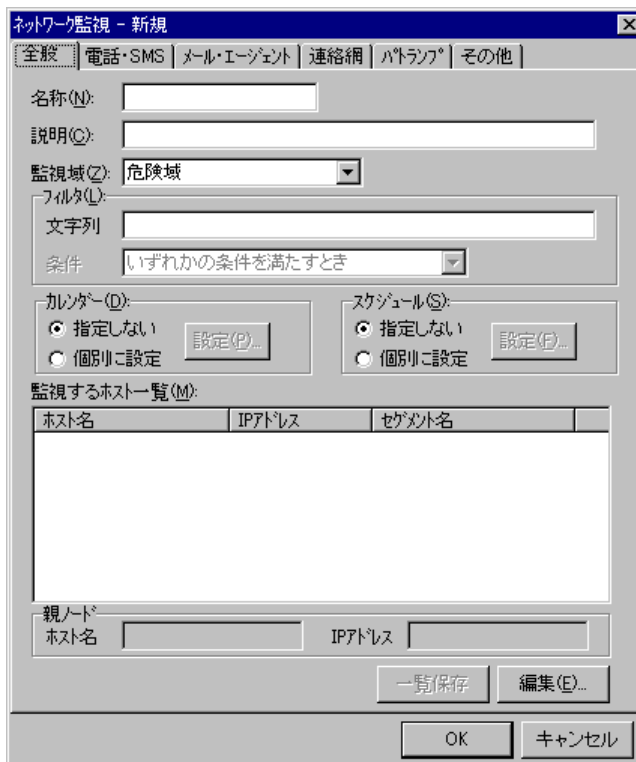 ネットワーク監視 - 新規
全般 電話・SMS メール・エージェント 連絡網 パトランプ その他
名称(N):
説明(C):
監視域(Z): 危険域
フィルタ(L):
文字列
条件 いずれかの条件を満たすとき
カレンダー(D): スケジュール(S):
指定しない 設定(P)... 指定しない 設定(F)...
個別に設定 個別に設定
監視するホスト一覧(M):
ホスト名 IPアドレス セグメント名
親ノード
ホスト名 IPアドレス
一覧保存 編集(E)...
OK キャンセル